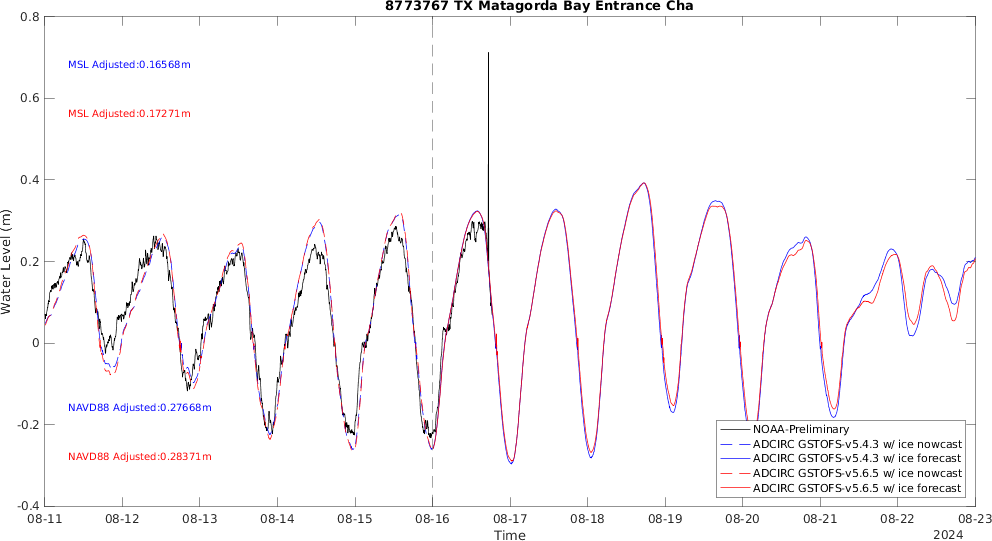 8773767 TX Matagorda Bay Entrance Cha
0.8
0.6
0.4
0.2
0
-0.2
-0.4
Water Level (m)
MSL Adjusted:0.16568m
MSL Adjusted:0.17271m
NAVD88 Adjusted:0.27668m
NAVD88 Adjusted:0.28371m
NOAA-Preliminary
ADCIRC GSTOFS-v5.4.3 w/ ice nowcast
ADCIRC GSTOFS-v5.4.3 w/ ice forecast
ADCIRC GSTOFS-v5.6.5 w/ ice nowcast
ADCIRC GSTOFS-v5.6.5 w/ ice forecast
08-11 08-12 08-13 08-14 08-15 08-16 08-17 08-18 08-19 08-20 08-21 08-22 08-23
Time
2024